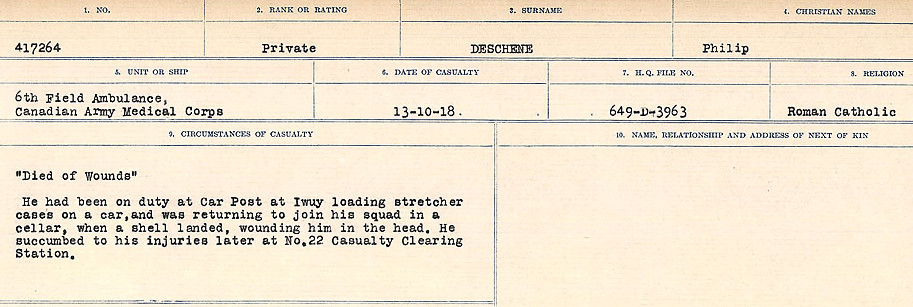 1. NO. 2. RANK OR RATING 3. SURNAME 4. CHRISTIAN NAMES
417264 Private DESCHENE Philip
5. UNIT OR SHIP 6. DATE OF CASUALTY 7. H.Q. FILE NO. 8. RELIGION
6th Field Ambulance,
Canadian Army Medical Corps 13-10-18. 649-D-3963 Roman Catholic
9. CIRCUMSTANCES OF CASUALTY 10. NAME, RELATIONSHIP AND ADDRESS OF NEXT OF KIN
"Died of Wounds"
He had been on duty at Car Post at Iwuy loading stretcher
cases on a car,and was returning to join his squad in a
cellar, when a shell landed, wounding him in the head. He
succumbed to his injuries later at No.22 Casualty Clearing
Station.